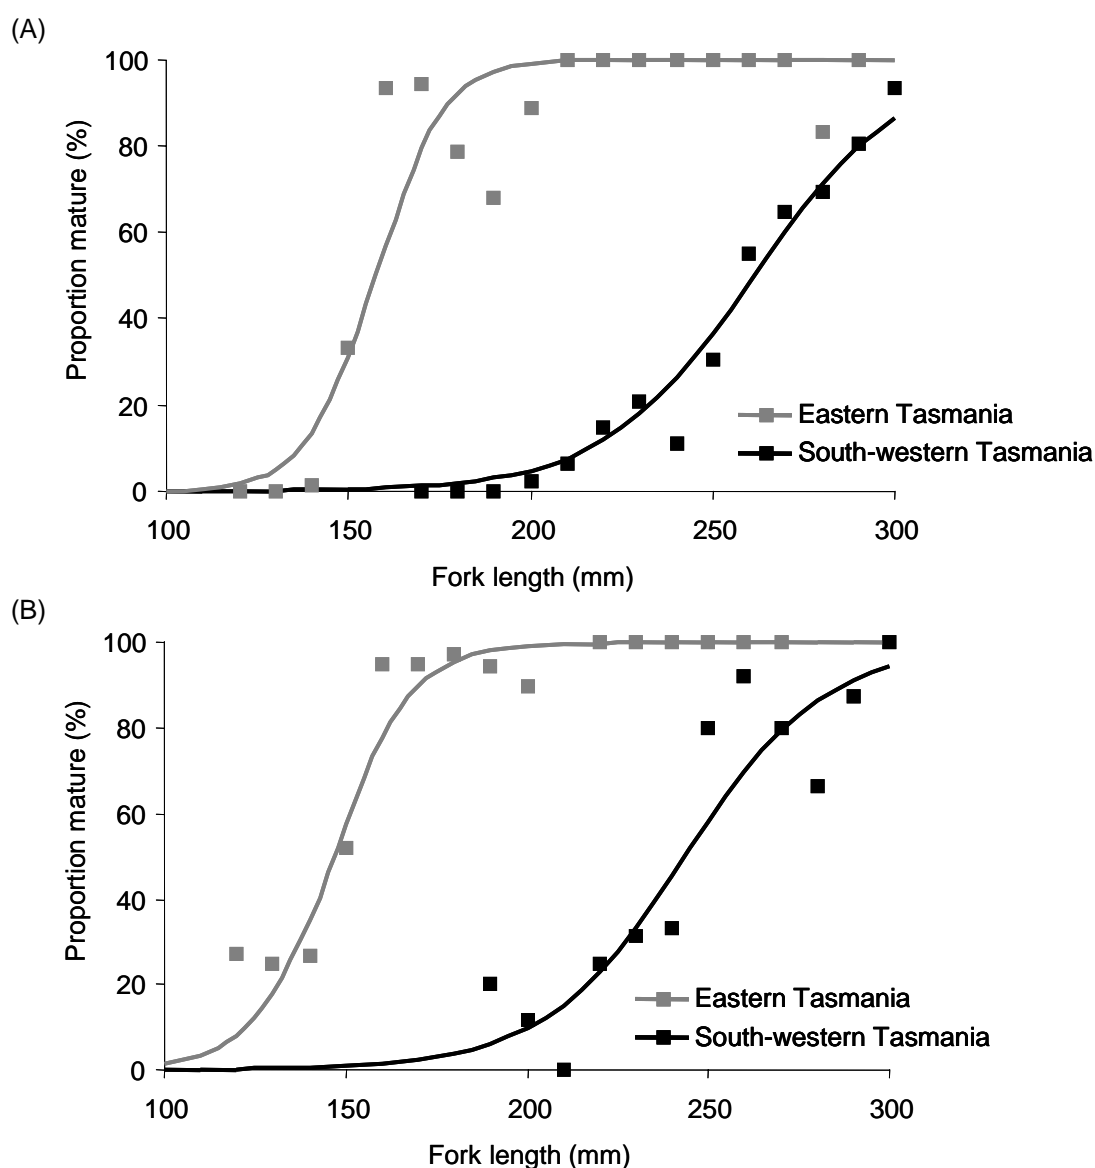 (A)
100
80
60
40
20
0
Proportion mature (%)
Eastern Tasmania
South-western Tasmania
100 150 200 250 300
Fork length (mm)
(B)
100
80
60
40
20
0
Proportion mature (%)
Eastern Tasmania
South-western Tasmania
100 150 200 250 300
Fork length (mm)